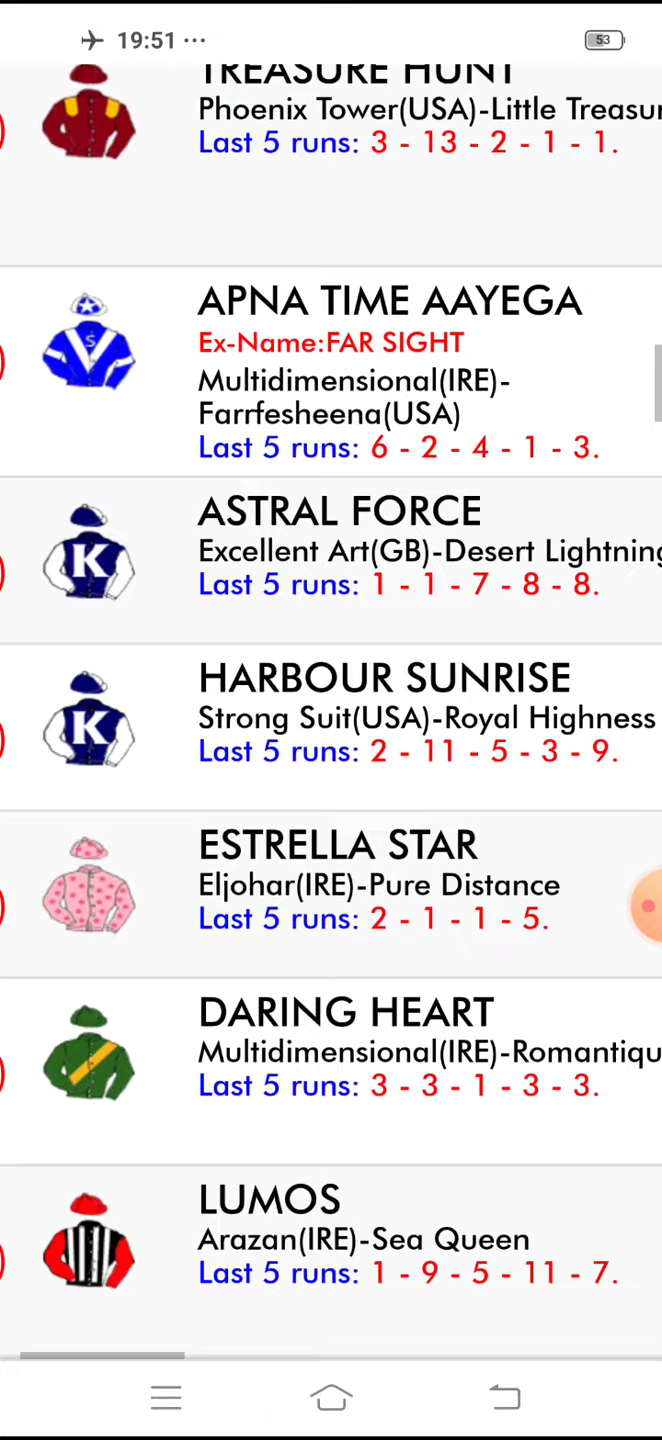 19:51 ...
53
TREASURE HUNT
Phoenix Tower(USA)-Little
Last 5 runs: 3 - 13 - 2 - 1 - 1.
APNA TIME AAYEGA
Ex-Name:FAR SIGHT
Multidimensional(IRE)-
Farrfesheena(USA)
Last 5 runs: 6 - 2 - 4 - 1 - 3.
S
ASTRAL FORCE
Excellent Art(GB)-Desert
Last 5 runs: 1 - 1 - 7 - 8 - 8.
K
HARBOUR SUNRISE
Strong Suit(USA)-Royal Highness
Last 5 runs: 2 - 11 - 5 - 3 - 9.
K
ESTRELLA STAR
Eljohar(IRE)-Pure Distance
Last 5 runs: 2 - 1 - 1 - 5.
DARING HEART
Multidimensional(IRE)-
Last 5 runs: 3 - 3 - 1 - 3 - 3.
LUMOS
Arazan(IRE)-Sea Queen
Last 5 runs: 1 - 9 - 5 - 11 - 7.